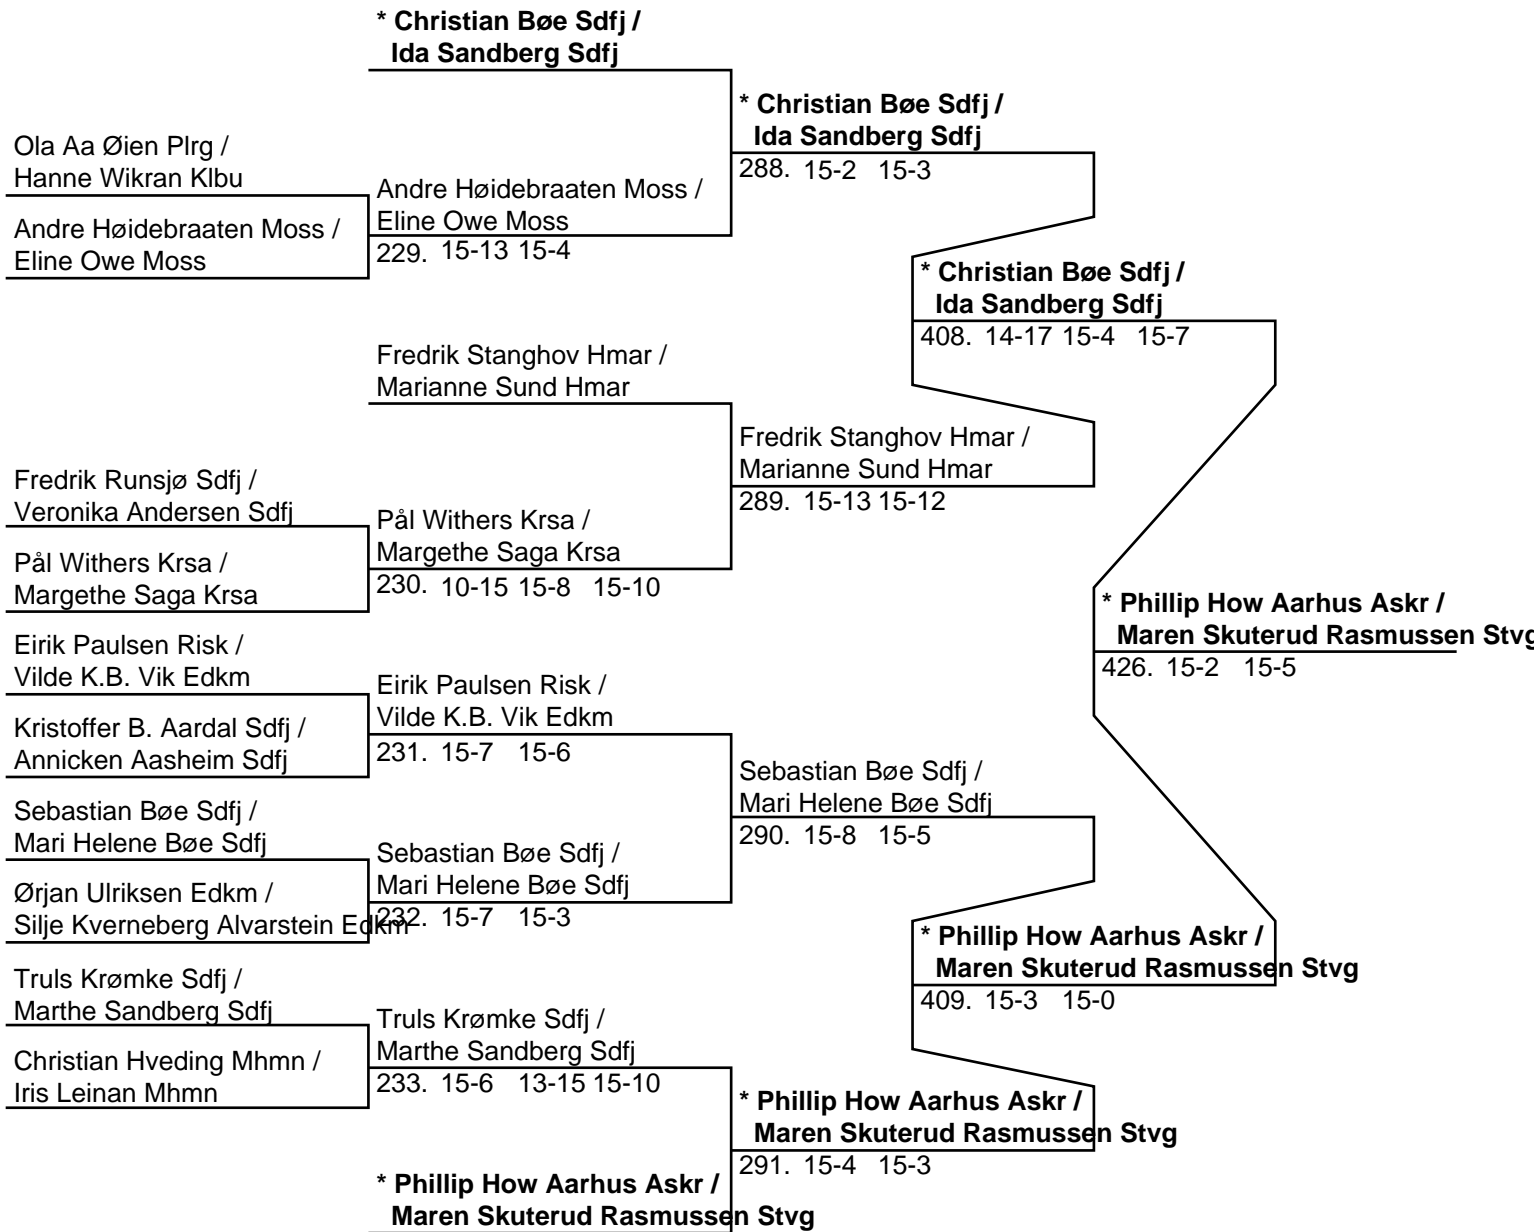 * Christian Bøe Sdfj /
Ida Sandberg Sdfj
* Christian Bøe Sdfj /
Ida Sandberg Sdfj
288. 15-2 15-3
Ola Aa Øien Plrg /
Hanne Wikran Klbu
Andre Høidebraaten Moss /
Eline Owe Moss
229. 15-13 15-4
Andre Høidebraaten Moss /
Eline Owe Moss
* Christian Bøe Sdfj /
Ida Sandberg Sdfj
408. 14-17 15-4 15-7
Fredrik Stanghov Hmar /
Marianne Sund Hmar
Fredrik Stanghov Hmar /
Marianne Sund Hmar
289. 15-13 15-12
Fredrik Runsjø Sdfj /
Veronika Andersen Sdfj
Pål Withers Krsa /
Margethe Saga Krsa
230. 10-15 15-8 15-10
Pål Withers Krsa /
Margethe Saga Krsa
* Phillip How Aarhus Askr /
Maren Skuterud Rasmussen Stvg
426. 15-2 15-5
Eirik Paulsen Risk /
Vilde K.B. Vik Edkm
Eirik Paulsen Risk /
Vilde K.B. Vik Edkm
231. 15-7 15-6
Kristoffer B. Aardal Sdfj /
Annicken Aasheim Sdfj
Sebastian Bøe Sdfj /
Mari Helene Bøe Sdfj
290. 15-8 15-5
Sebastian Bøe Sdfj /
Mari Helene Bøe Sdfj
Sebastian Bøe Sdfj /
Mari Helene Bøe Sdfj
232. 15-7 15-3
Ørjan Ulriksen Edkm /
Silje Kverneberg Alvarstein Edkm
* Phillip How Aarhus Askr /
Maren Skuterud Rasmussen Stvg
409. 15-3 15-0
Truls Krømke Sdfj /
Marthe Sandberg Sdfj
Truls Krømke Sdfj /
Marthe Sandberg Sdfj
233. 15-6 13-15 15-10
Christian Hveding Mhmn /
Iris Leinan Mhmn
* Phillip How Aarhus Askr /
Maren Skuterud Rasmussen Stvg
291. 15-4 15-3
* Phillip How Aarhus Askr /
Maren Skuterud Rasmussen Stvg